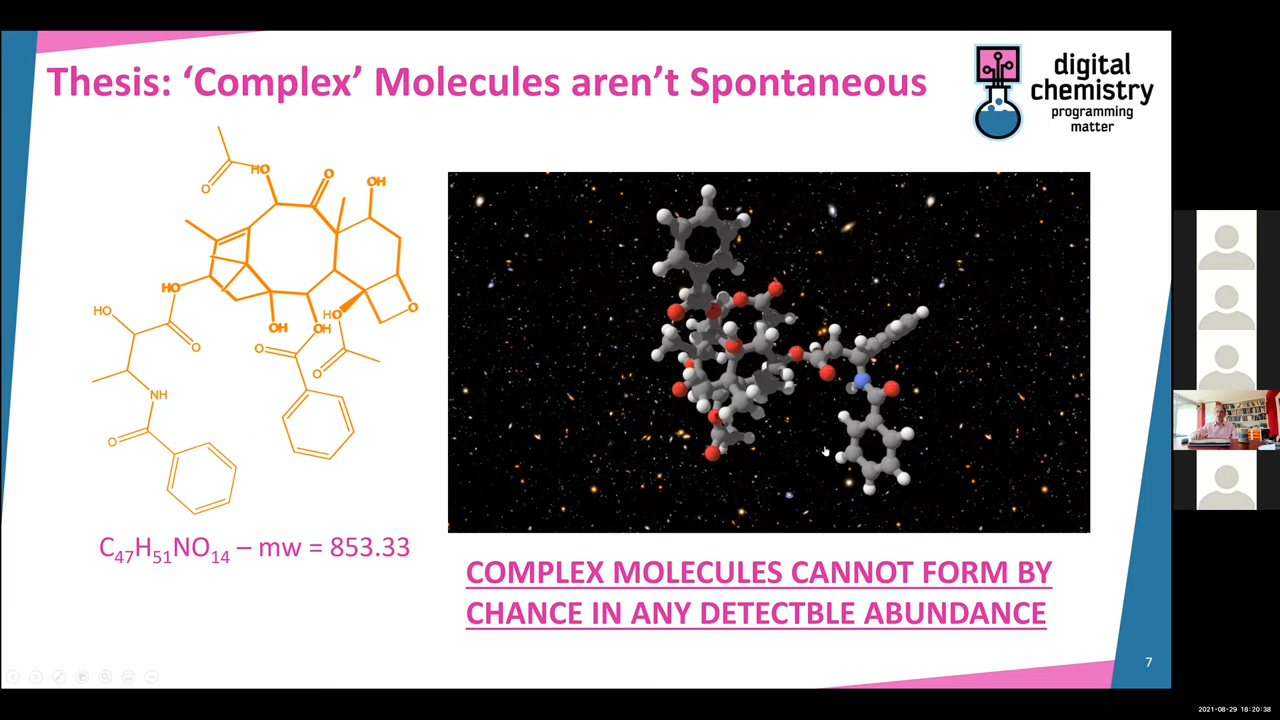 Thesis: ‘Complex’ Molecules aren’t Spontaneous
digital
chemistry
programming
matter
O
HO
O
OH
HO
HO
O
OH
OH
HO
O
O
O
NH
O
C47H51NO14 – mw = 853.33
COMPLEX MOLECULES CANNOT FORM BY
CHANCE IN ANY DETECTBLE ABUNDANCE
7
2021-08-29 18:20:38